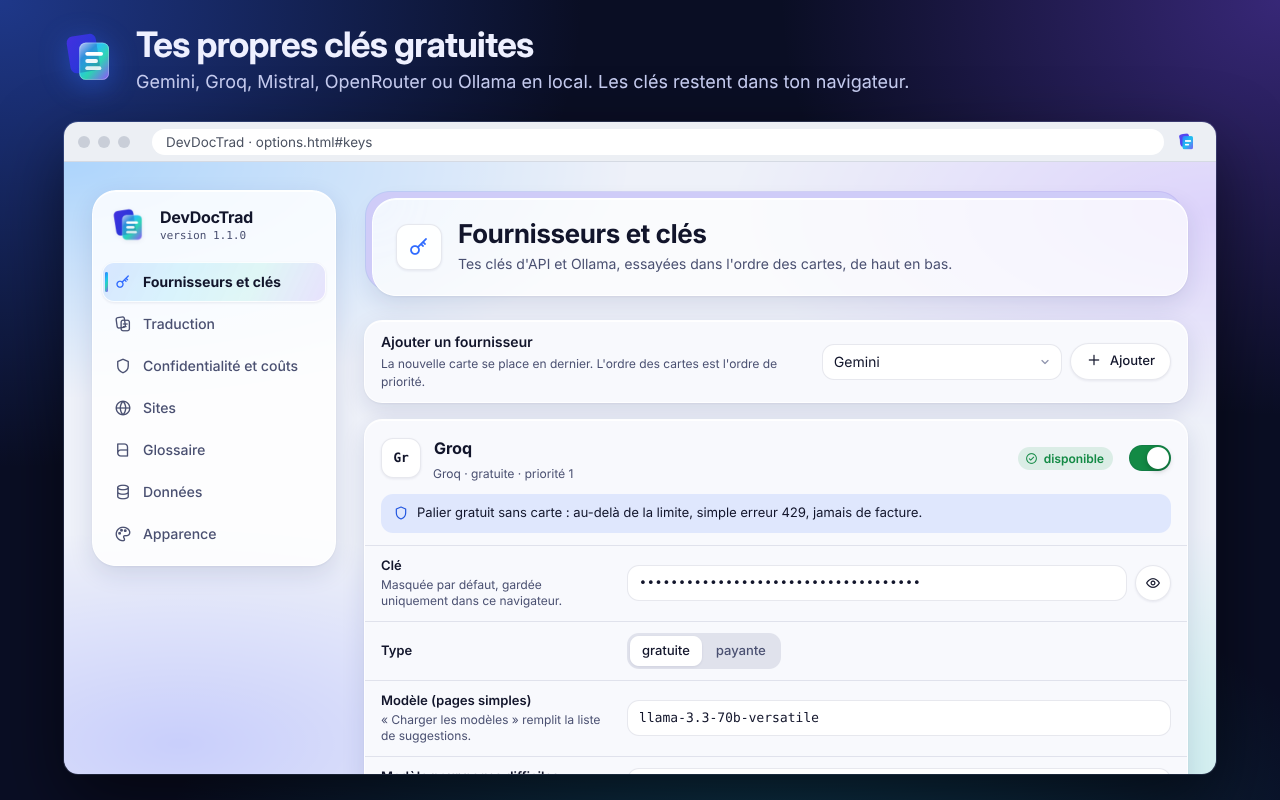 Tes propres clés gratuites
Gemini, Groq, Mistral, OpenRouter ou Ollama en local. Les clés restent dans ton navigateur.
DevDocTrad · options.html#keys
DevDocTrad
version 1.1.0
Fournisseurs et clés
Traduction
Confidentialité et coûts
Sites
Glossaire
Données
Apparence
Fournisseurs et clés
Tes clés d'API et Ollama, essayées dans l'ordre des cartes, de haut en bas.
Ajouter un fournisseur
La nouvelle carte se place en dernier. L'ordre des cartes est l'ordre de
priorité.
Gemini
Ajouter
Gr
Groq
Groq · gratuite · priorité 1
disponible
Palier gratuit sans carte : au-delà de la limite, simple erreur 429, jamais de facture.
Clé
Masquée par défaut, gardée
uniquement dans ce navigateur.
••••••••••••••••••••••••••••••••••••
Type
gratuite
payante
Modèle (pages simples)
« Charger les modèles » remplit la liste
de suggestions.
llama-3.3-70b-versatile